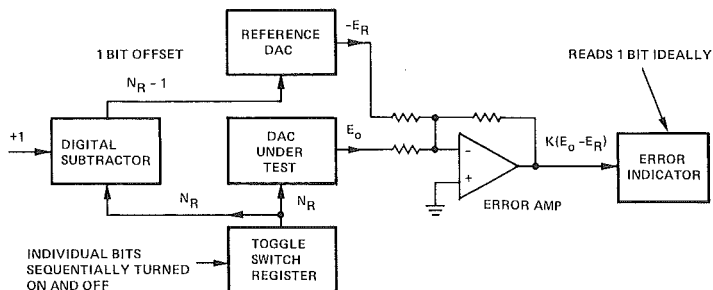 REFERENCE
DAC
-E_R
1 BIT OFFSET
READS 1 BIT IDEALLY
N_R - 1
+1
DIGITAL
SUBTRACTOR
DAC
UNDER
TEST
E_o
-
+
K(E_o -E_R)
ERROR
INDICATOR
ERROR AMP
N_R
N_R
INDIVIDUAL BITS
SEQUENTIALLY TURNED
ON AND OFF
TOGGLE
SWITCH
REGISTER